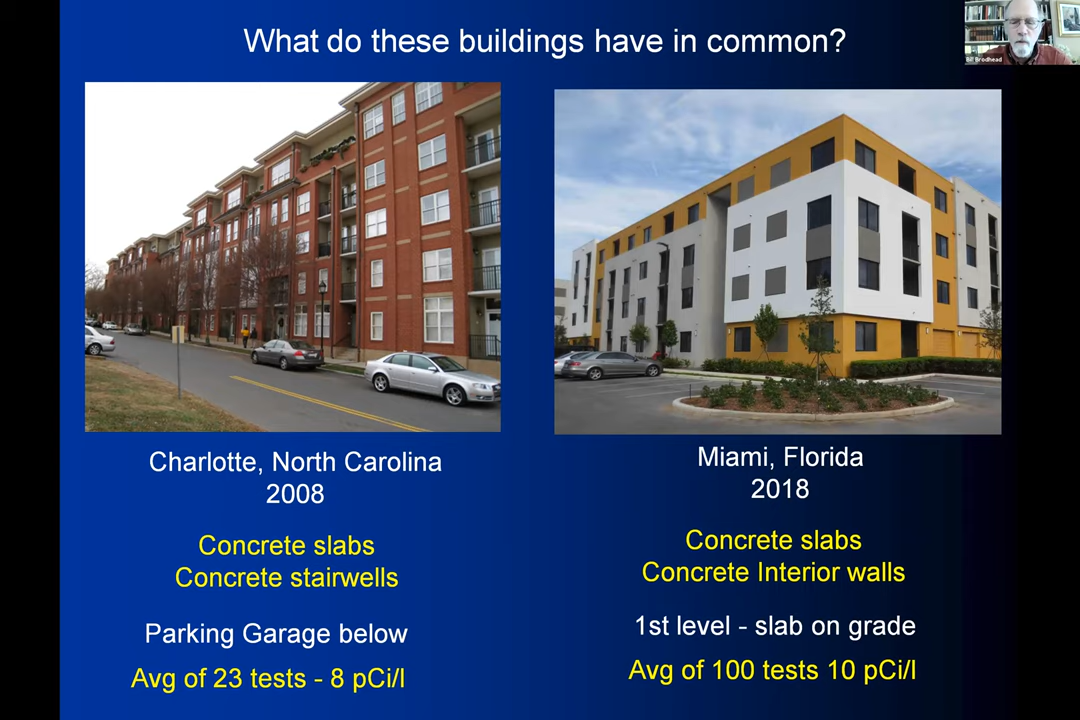 What do these buildings have in common?
Bill Brodhead
Charlotte, North Carolina
2008
Concrete slabs
Concrete stairwells
Parking Garage below
Avg of 23 tests - 8 pCi/l
Miami, Florida
2018
Concrete slabs
Concrete Interior walls
1st level - slab on grade
Avg of 100 tests 10 pCi/l